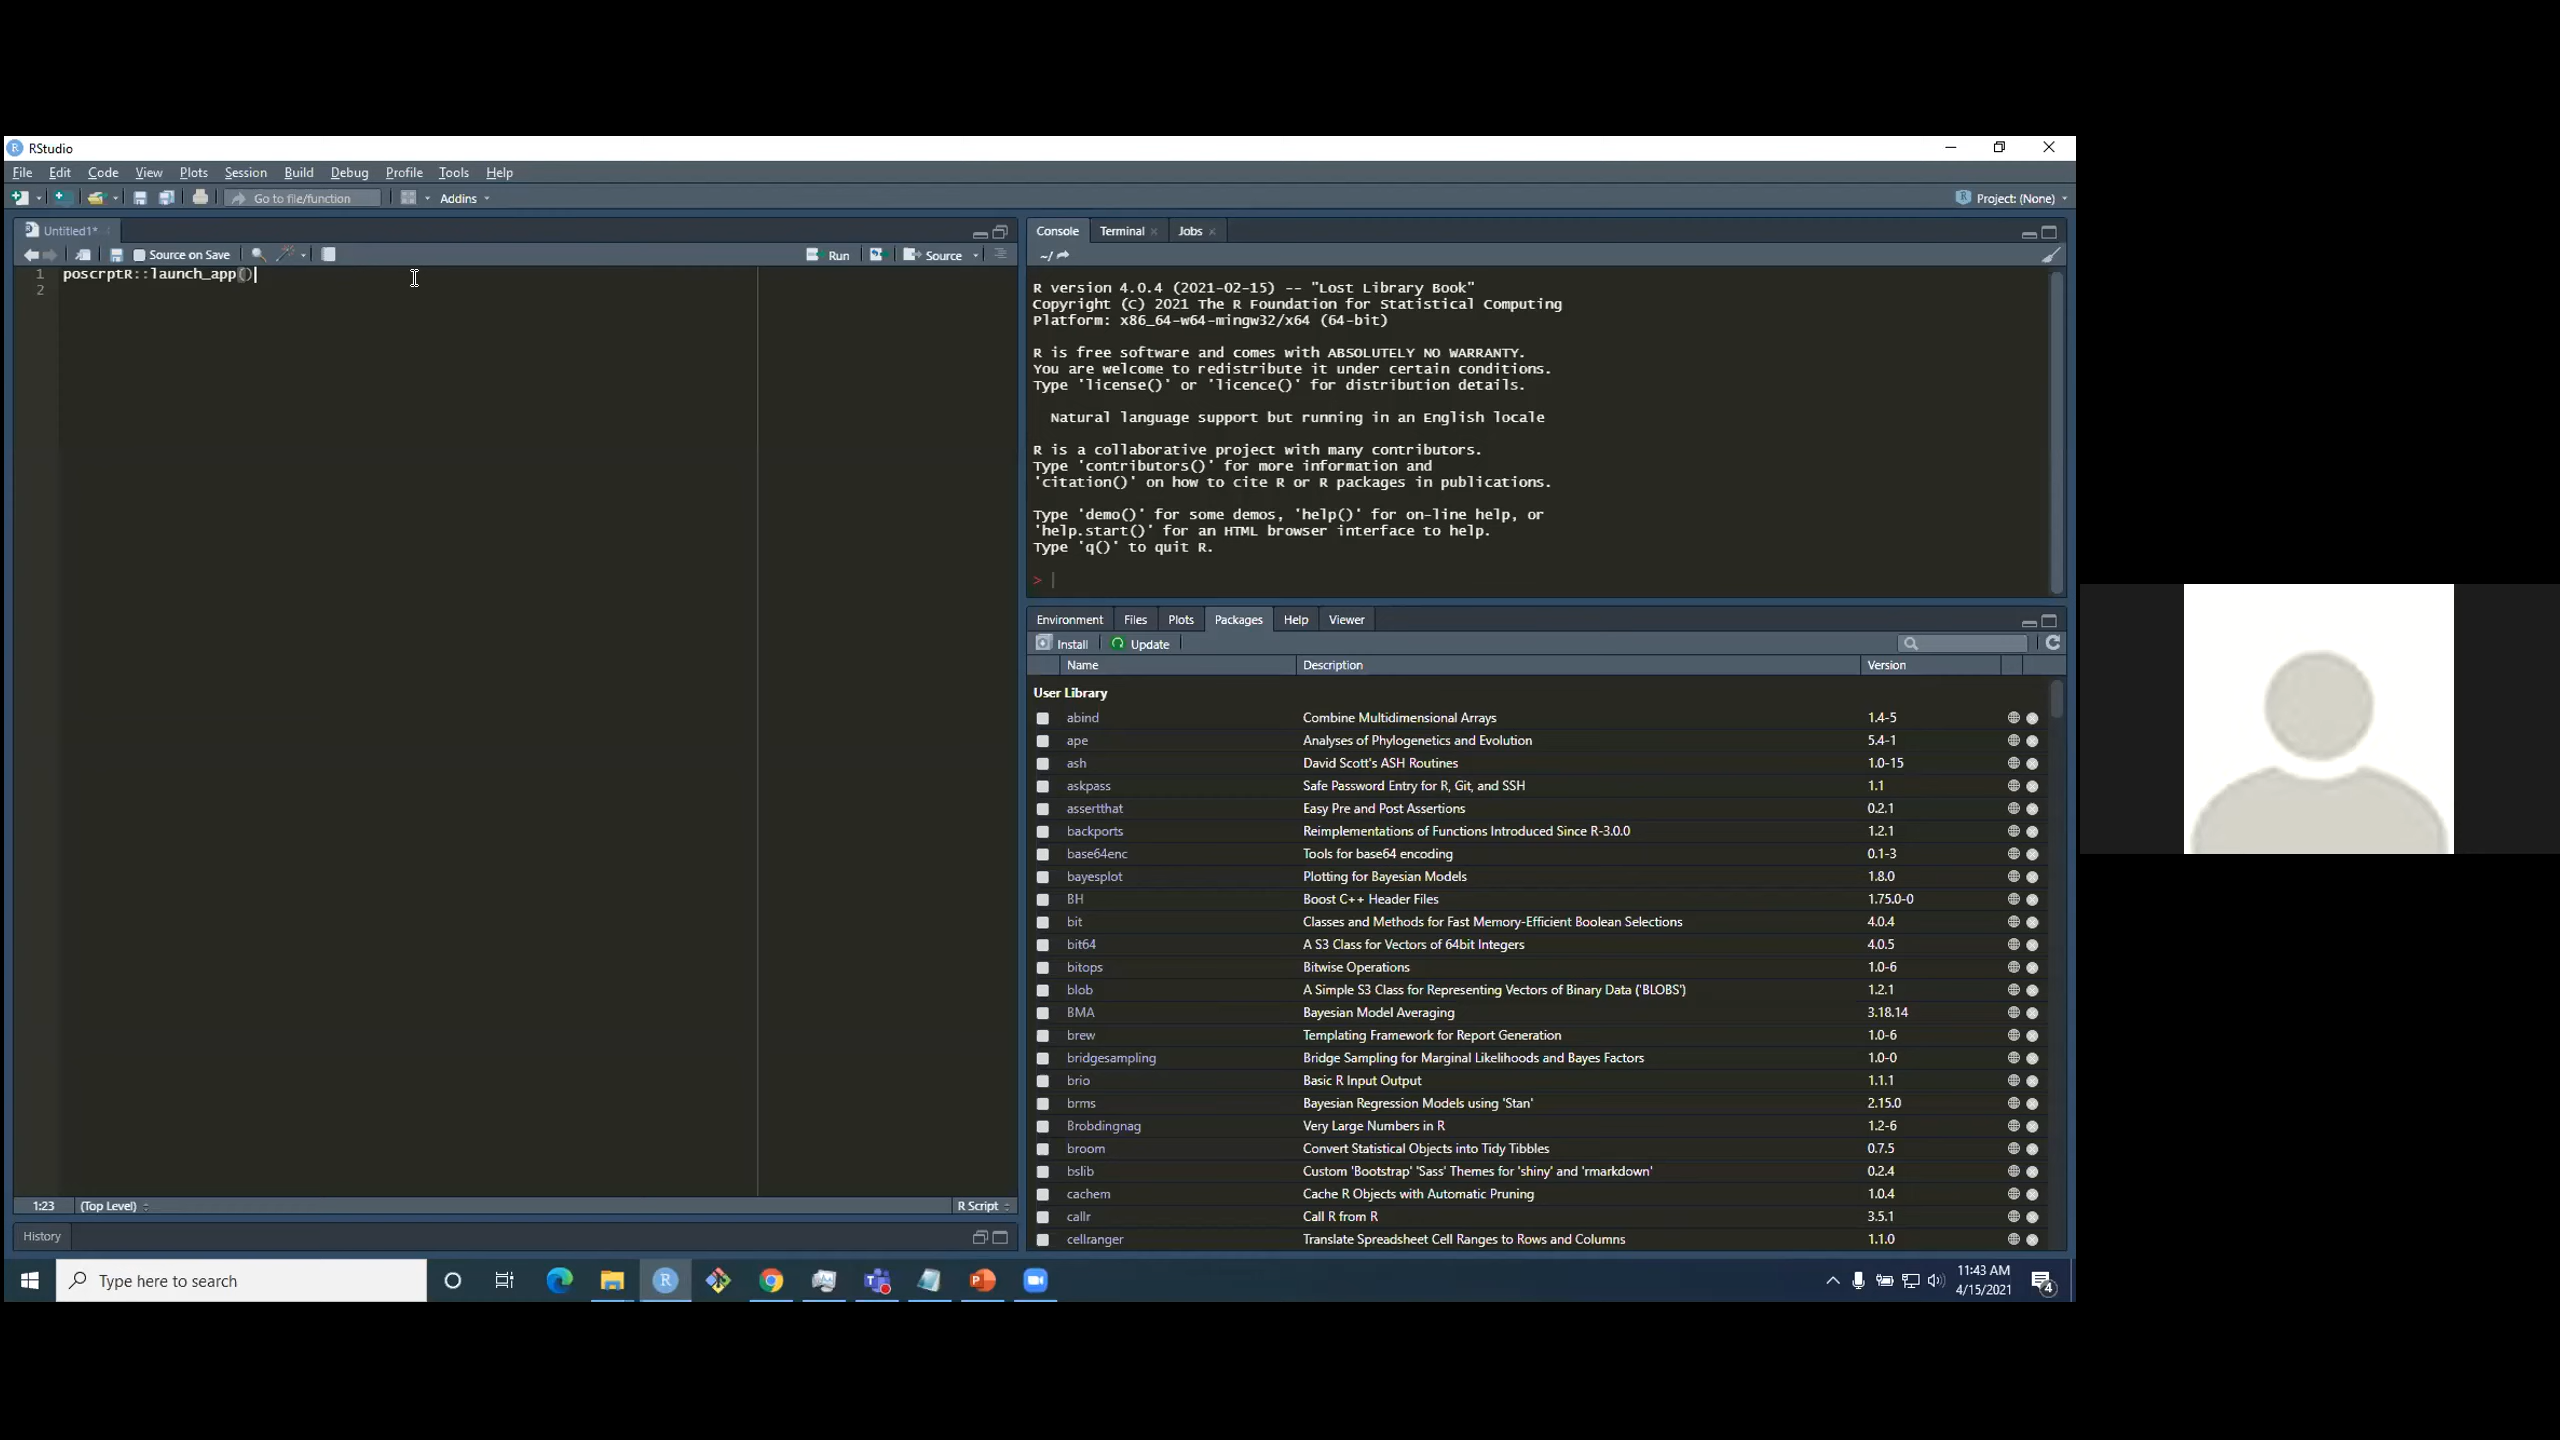 RStudio
File Edit Code View Plots Session Build Debug Profile Tools Help
Go to file/function Addins Project: (None)
Untitled1*
Source on Save Run Source
1 poscrptR::launch_app()
2
1:23 (Top Level) R Script
History
Console Terminal Jobs
~/
R version 4.0.4 (2021-02-15) -- "Lost Library Book"
Copyright (C) 2021 The R Foundation for Statistical Computing
Platform: x86_64-w64-mingw32/x64 (64-bit)
R is free software and comes with ABSOLUTELY NO WARRANTY.
You are welcome to redistribute it under certain conditions.
Type 'license()' or 'licence()' for distribution details.
Natural language support but running in an English locale
R is a collaborative project with many contributors.
Type 'contributors()' for more information and
'citation()' on how to cite R or R packages in publications.
Type 'demo()' for some demos, 'help()' for on-line help, or
'help.start()' for an HTML browser interface to help.
Type 'q()' to quit R.
>
Environment Files Plots Packages Help Viewer
Install Update
Name Description Version
User Library
abind Combine Multidimensional Arrays 1.4-5
ape Analyses of Phylogenetics and Evolution 5.4-1
ash David Scott's ASH Routines 1.0-15
askpass Safe Password Entry for R, Git, and SSH 1.1
assertthat Easy Pre and Post Assertions 0.2.1
backports Reimplementations of Functions Introduced Since R-3.0.0 1.2.1
base64enc Tools for base64 encoding 0.1-3
bayesplot Plotting for Bayesian Models 1.8.0
BH Boost C++ Header Files 1.75.0-0
bit Classes and Methods for Fast Memory-Efficient Boolean Selections 4.0.4
bit64 A S3 Class for Vectors of 64bit Integers 4.0.5
bitops Bitwise Operations 1.0-6
blob A Simple S3 Class for Representing Vectors of Binary Data ('BLOBS') 1.2.1
BMA Bayesian Model Averaging 3.18.14
brew Templating Framework for Report Generation 1.0-6
bridgesampling Bridge Sampling for Marginal Likelihoods and Bayes Factors 1.0-0
brio Basic R Input Output 1.1.1
brms Bayesian Regression Models using 'Stan' 2.15.0
Brobdingnag Very Large Numbers in R 1.2-6
broom Convert Statistical Objects into Tidy Tibbles 0.7.5
bslib Custom 'Bootstrap' 'Sass' Themes for 'shiny' and 'rmarkdown' 0.2.4
cachem Cache R Objects with Automatic Pruning 1.0.4
callr Call R from R 3.5.1
cellranger Translate Spreadsheet Cell Ranges to Rows and Columns 1.1.0
Type here to search
11:43 AM
4/15/2021
4